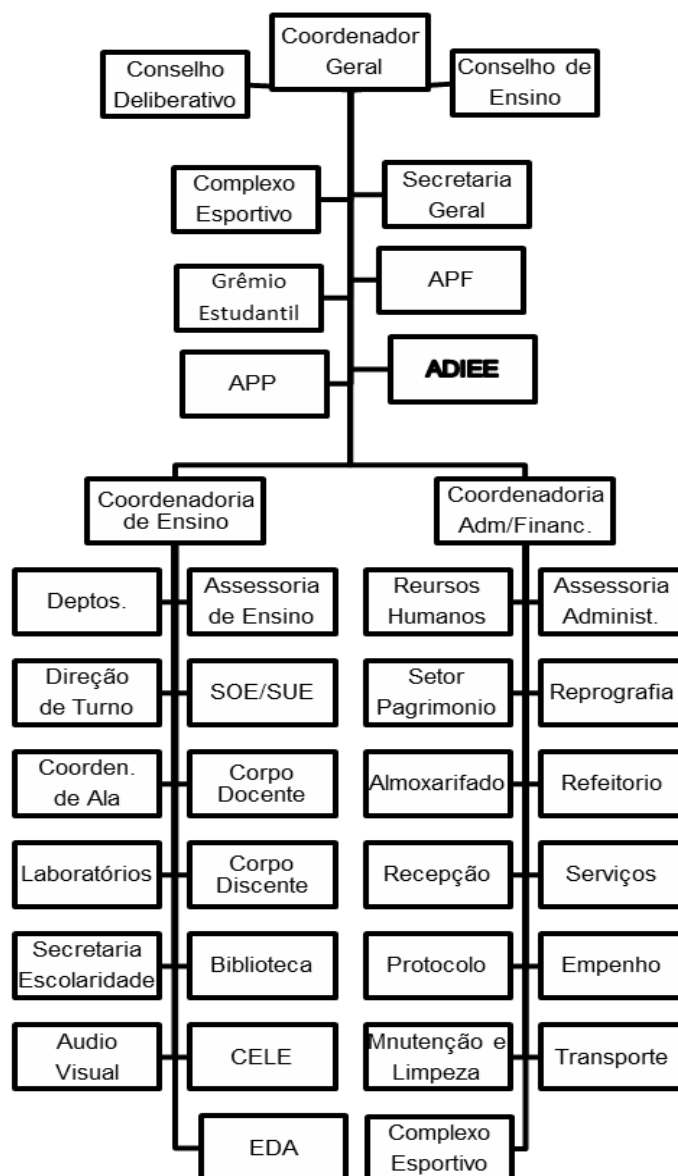 Coordenador
Geral
Conselho
Deliberativo
Conselho de
Ensino
Complexo
Esportivo
Secretaria
Geral
Grêmio
Estudantil
APF
APP
ADIEE
Coordenadoria
de Ensino
Coordenadoria
Adm/Financ.
Deptos.
Assessoria
de Ensino
Reursos
Humanos
Assessoria
Administ.
Direção
de Turno
SOE/SUE
Setor
Pagrimonio
Reprografia
Coorden.
de Ala
Corpo
Docente
Almoxarifado
Refeitorio
Laboratórios
Corpo
Discente
Recepção
Serviços
Secretaria
Escolaridade
Biblioteca
Protocolo
Empenho
Audio
Visual
CELE
Mnutenção e
Limpeza
Transporte
EDA
Complexo
Esportivo